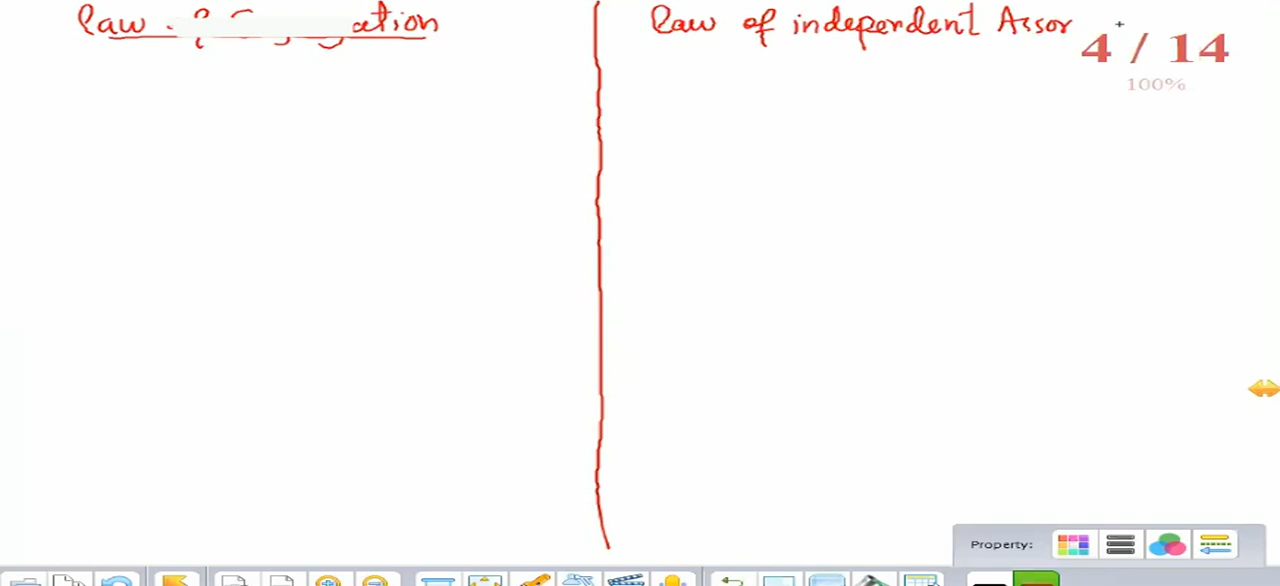 Law
Law of independent Assor
4 / 14
100%
Property: